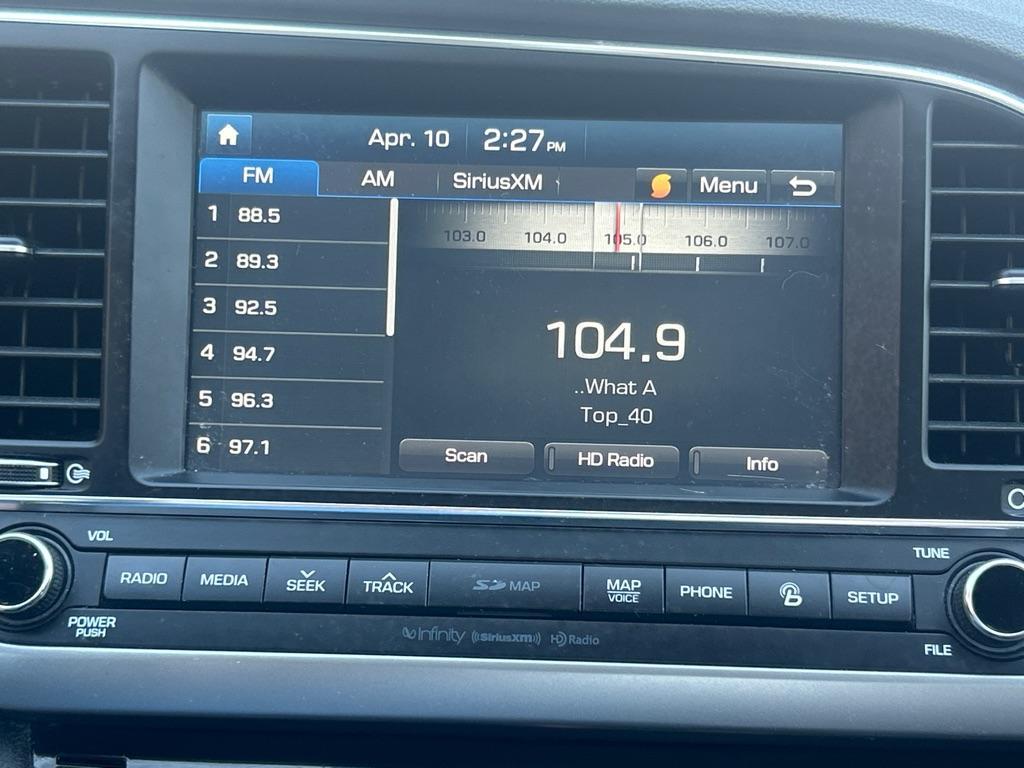 Apr. 10 2:27 PM
FM AM SiriusXM Menu
1 88.5
2 89.3
3 92.5
4 94.7
5 96.3
6 97.1
103.0 104.0 105.0 106.0 107.0
104.9
..What A
Top_40
Scan HD Radio Info
VOL
TUNE
RADIO MEDIA SEEK TRACK SD MAP MAP VOICE PHONE SETUP
POWER
PUSH
Infinity ((SiriusXM)) HD Radio
FILE